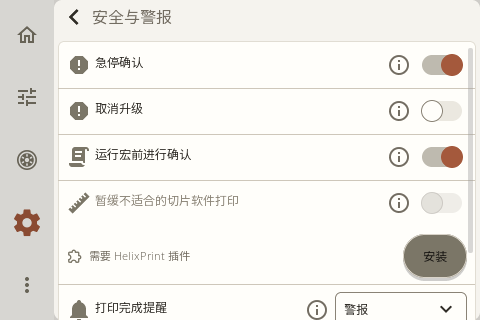 安全与警报
急停确认
取消升级
运行宏前进行确认
暂缓不适合的切片软件打印
需要 HelixPrint 插件
安装
打印完成提醒
警报